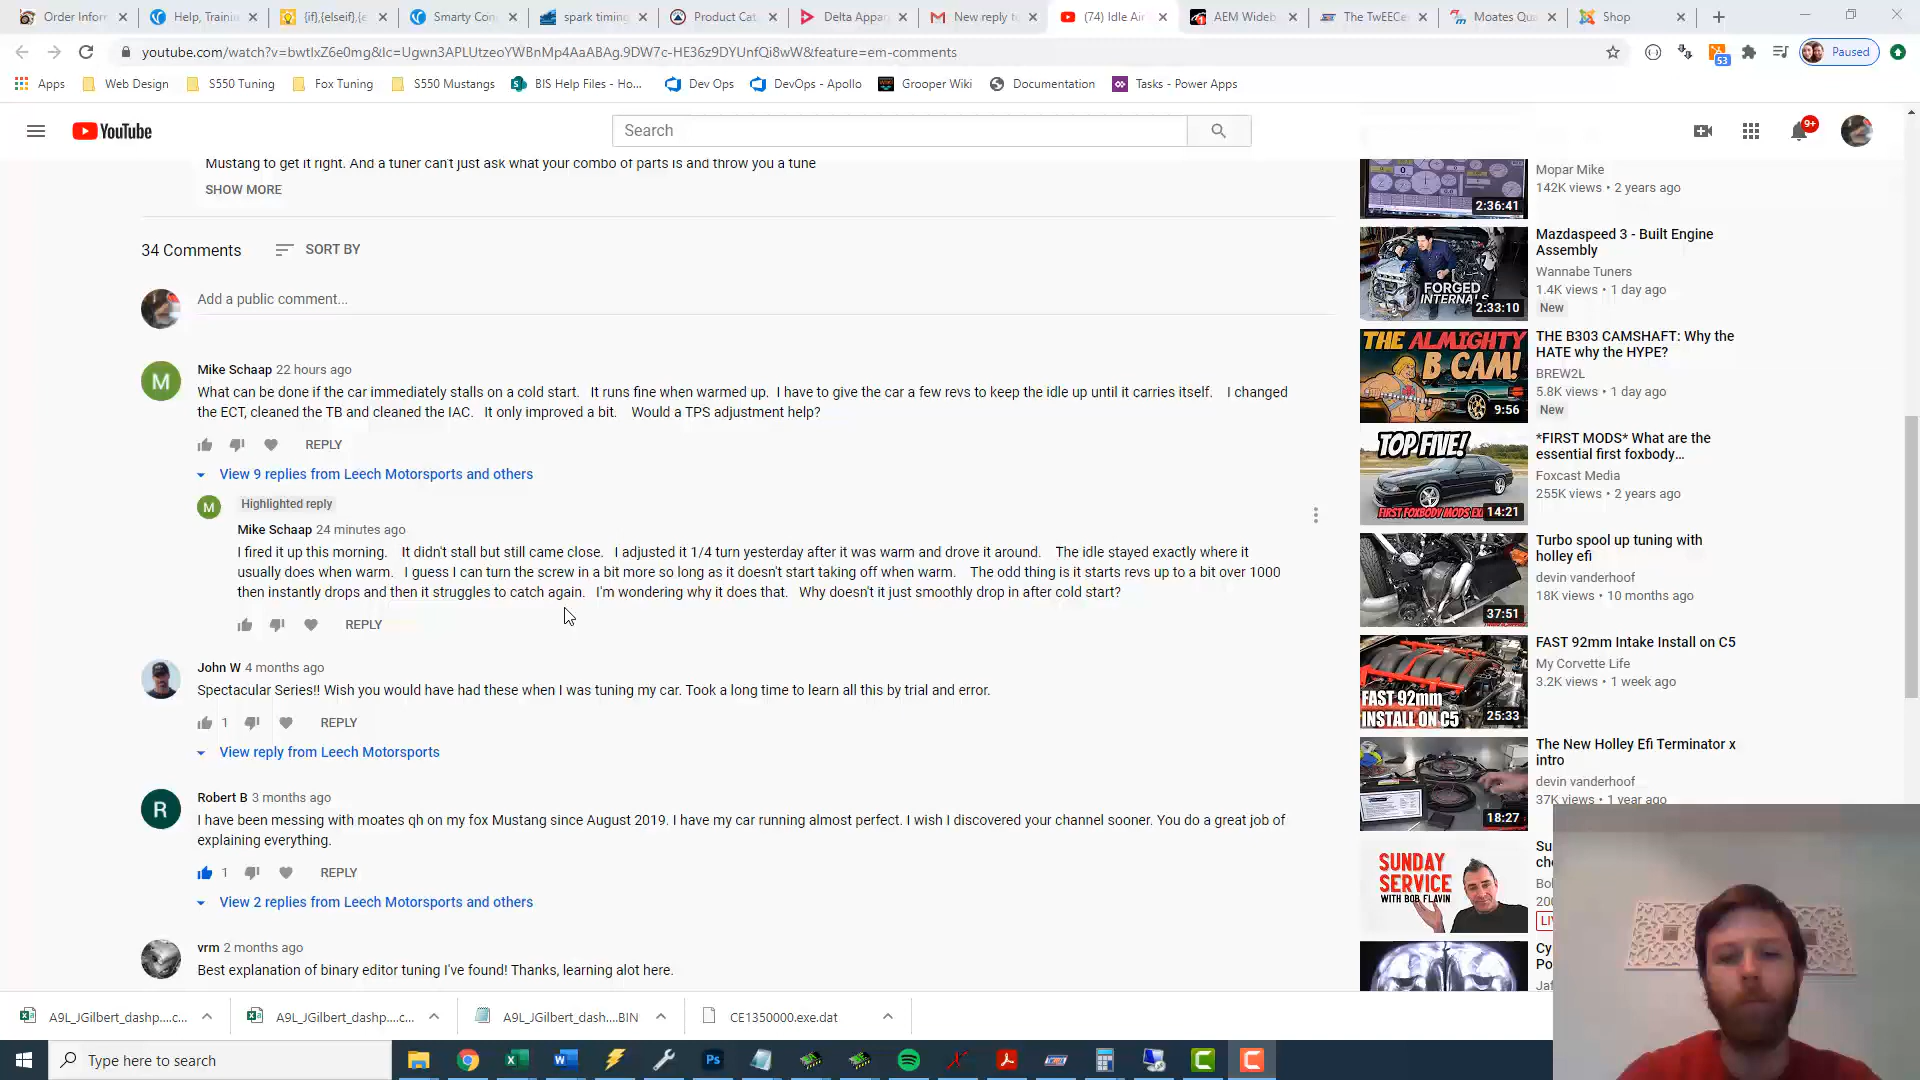 Order Inforn
Help, Trainin
{if},{elseif},{e
Smarty Con
spark timing
Product Cat
Delta Appar
New reply to
(74) Idle Air
AEM Wideb
The TwEECe
Moates Qua
Shop
youtube.com/watch?v=bwtlxZ6e0mg&lc=Ugwn3APLUtzeoYWBnMp4AaABAg.9DW7c-HE36z9DYUnfQi8wW&feature=em-comments
53
Paused
Apps
Web Design
S550 Tuning
Fox Tuning
S550 Mustangs
BIS Help Files - Ho...
Dev Ops
DevOps - Apollo
Grooper Wiki
Documentation
Tasks - Power Apps
YouTube
Search
9+
Mustang to get it right. And a tuner can't just ask what your combo of parts is and throw you a tune
SHOW MORE
34 Comments
SORT BY
Add a public comment...
M
Mike Schaap 22 hours ago
What can be done if the car immediately stalls on a cold start. It runs fine when warmed up. I have to give the car a few revs to keep the idle up until it carries itself. I changed
the ECT, cleaned the TB and cleaned the IAC. It only improved a bit. Would a TPS adjustment help?
REPLY
View 9 replies from Leech Motorsports and others
M
Highlighted reply
Mike Schaap 24 minutes ago
I fired it up this morning. It didn't stall but still came close. I adjusted it 1/4 turn yesterday after it was warm and drove it around. The idle stayed exactly where it
usually does when warm. I guess I can turn the screw in a bit more so long as it doesn't start taking off when warm. The odd thing is it starts revs up to a bit over 1000
then instantly drops and then it struggles to catch again. I'm wondering why it does that. Why doesn't it just smoothly drop in after cold start?
REPLY
John W 4 months ago
Spectacular Series!! Wish you would have had these when I was tuning my car. Took a long time to learn all this by trial and error.
1
REPLY
View reply from Leech Motorsports
R
Robert B 3 months ago
I have been messing with moates qh on my fox Mustang since August 2019. I have my car running almost perfect. I wish I discovered your channel sooner. You do a great job of
explaining everything.
1
REPLY
View 2 replies from Leech Motorsports and others
vrm 2 months ago
Best explanation of binary editor tuning I've found! Thanks, learning alot here.
2:36:41
Mopar Mike
142K views • 2 years ago
FORGED
INTERNALS
2:33:10
Mazdaspeed 3 - Built Engine
Assembly
Wannabe Tuners
1.4K views • 1 day ago
New
THE ALMIGHTY
B CAM!
9:56
THE B303 CAMSHAFT: Why the
HATE why the HYPE?
BREW2L
5.8K views • 1 day ago
New
TOP FIVE!
14:21
*FIRST MODS* What are the
essential first foxbody...
Foxcast Media
255K views • 2 years ago
37:51
Turbo spool up tuning with
holley efi
devin vanderhoof
18K views • 10 months ago
FAST 92MM
INSTALL ON C5
25:33
FAST 92mm Intake Install on C5
My Corvette Life
3.2K views • 1 week ago
18:27
The New Holley Efi Terminator x
intro
devin vanderhoof
37K views • 1 year ago
SUNDAY
SERVICE
WITH BOB FLAVIN
Su
che
Bol
200
LIV
Cy
Po
Jaf
A9L_JGilbert_dashp....c...
A9L_JGilbert_dashp....c...
A9L_JGilbert_dash....BIN
CE1350000.exe.dat
Type here to search